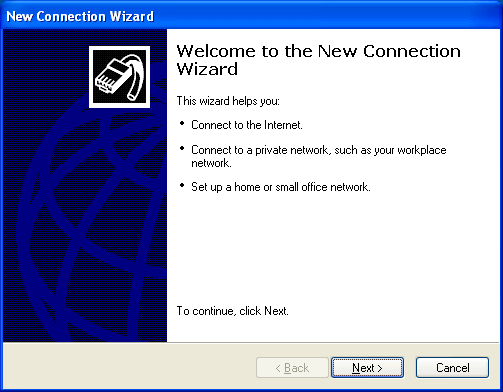 New Connection Wizard
Welcome to the New Connection
Wizard
This wizard helps you:
• Connect to the Internet.
• Connect to a private network, such as your workplace
network.
• Set up a home or small office network.
To continue, click Next.
< Back Next > Cancel